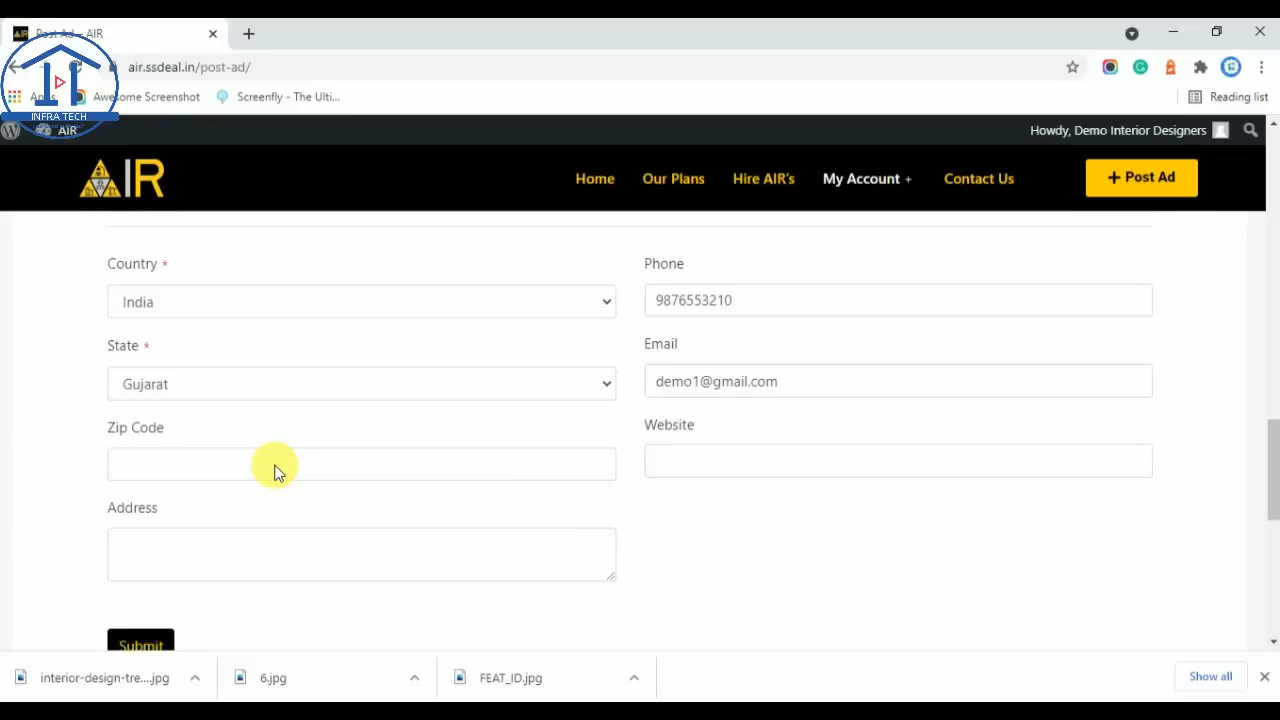 Post Ad - AIR
air.ssdeal.in/post-ad/
Apps
Awesome Screenshot
Screenfly - The Ulti...
Reading list
INFRA TECH
AIR
Howdy, Demo Interior Designers
AIR
Home
Our Plans
Hire AIR's
My Account +
Contact Us
+ Post Ad
Country *
Phone
India
9876553210
State *
Email
Gujarat
demo1@gmail.com
Zip Code
Website
Address
Submit
interior-design-tre....jpg
6.jpg
FEAT_ID.jpg
Show all